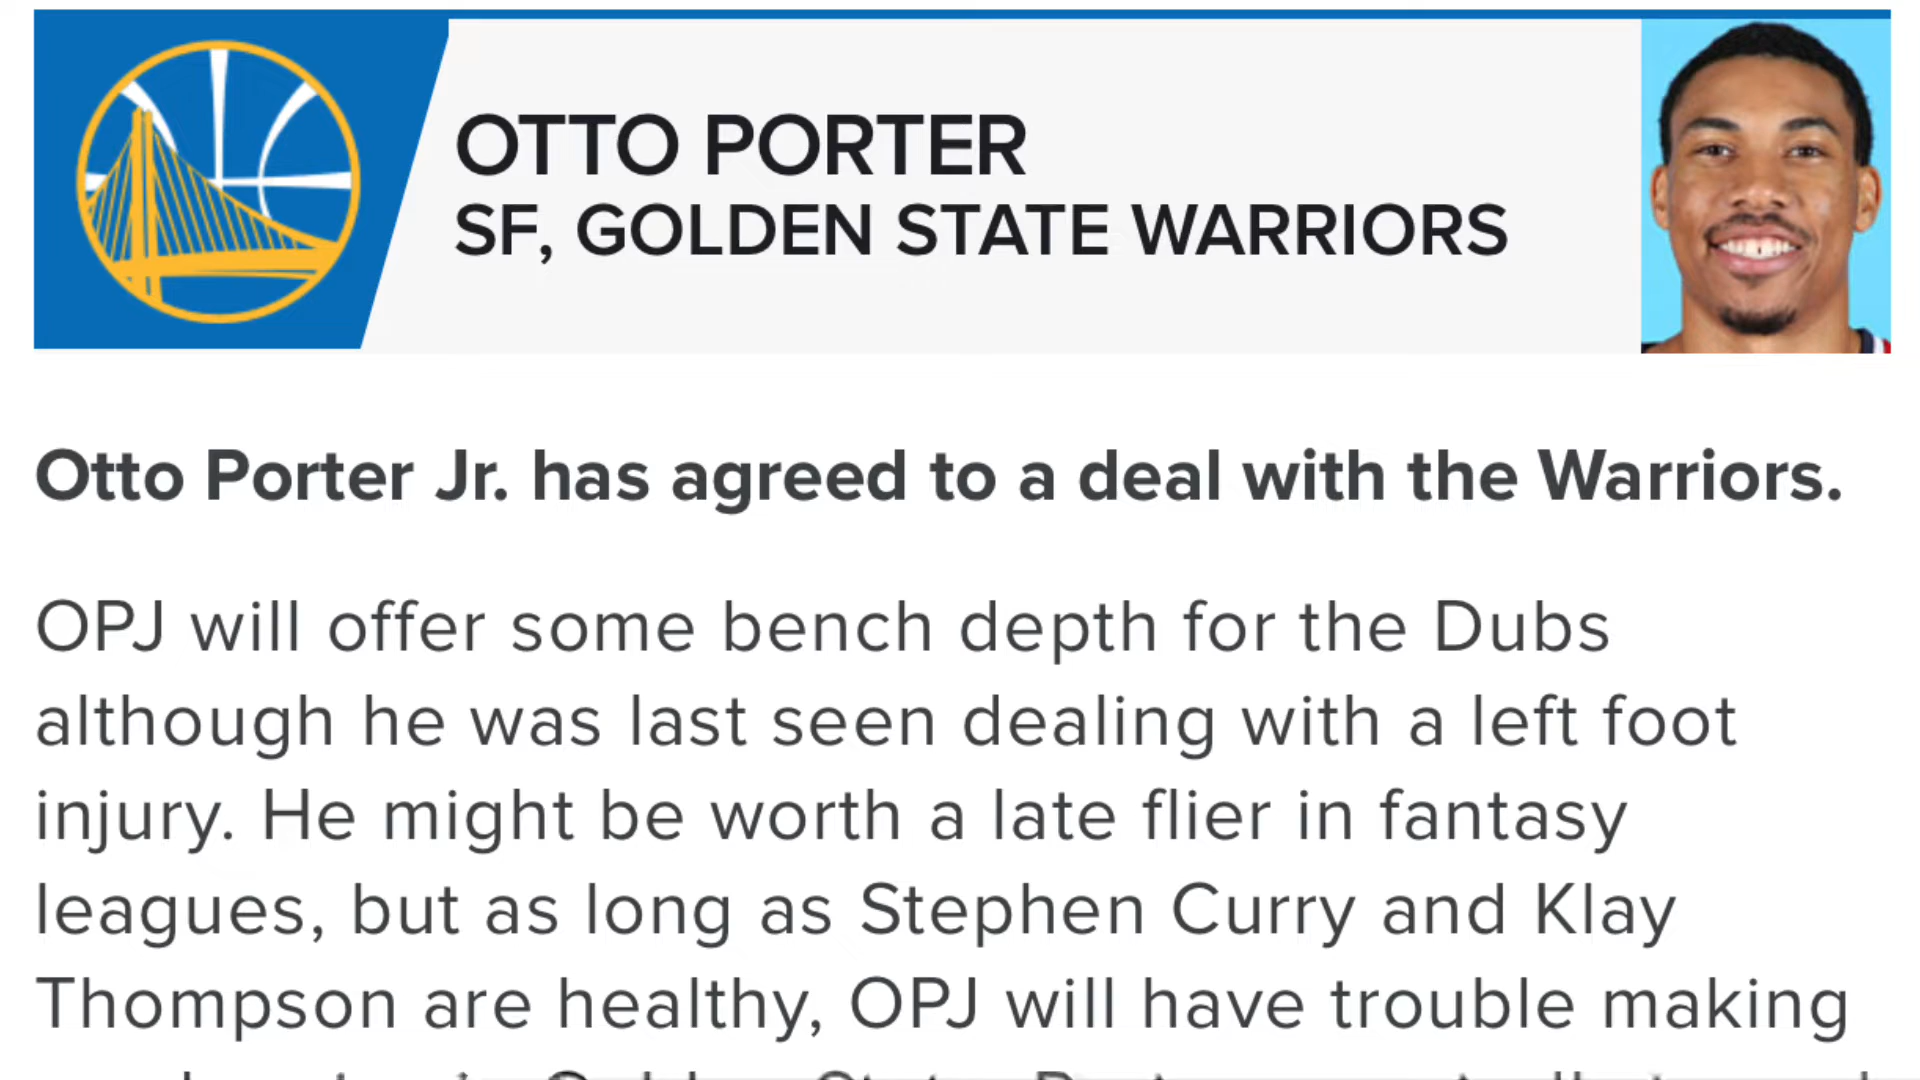 OTTO PORTER
SF, GOLDEN STATE WARRIORS
Otto Porter Jr. has agreed to a deal with the Warriors.
OPJ will offer some bench depth for the Dubs
although he was last seen dealing with a left foot
injury. He might be worth a late flier in fantasy
leagues, but as long as Stephen Curry and Klay
Thompson are healthy, OPJ will have trouble making